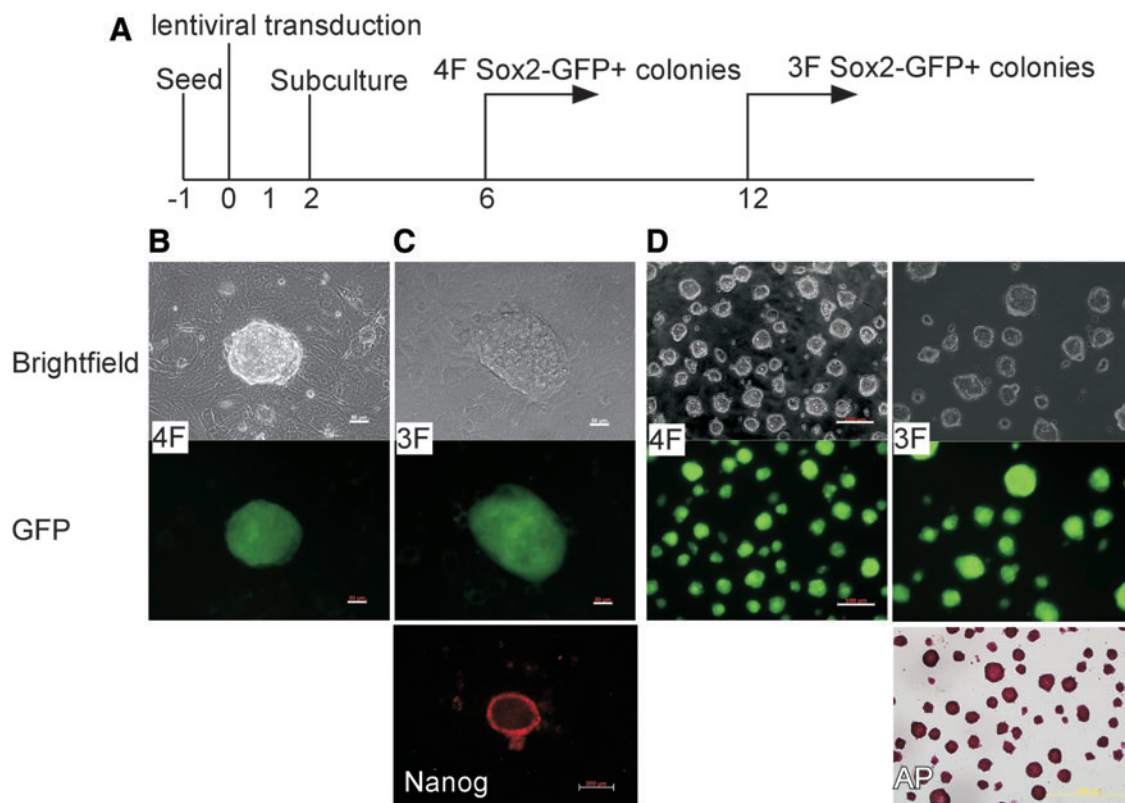 A
lentiviral transduction
Seed
Subculture
4F Sox2-GFP+ colonies
3F Sox2-GFP+ colonies
-1 0 1 2 6 12
B
C
D
Brightfield
4F
3F
4F
3F
GFP
Nanog
AP